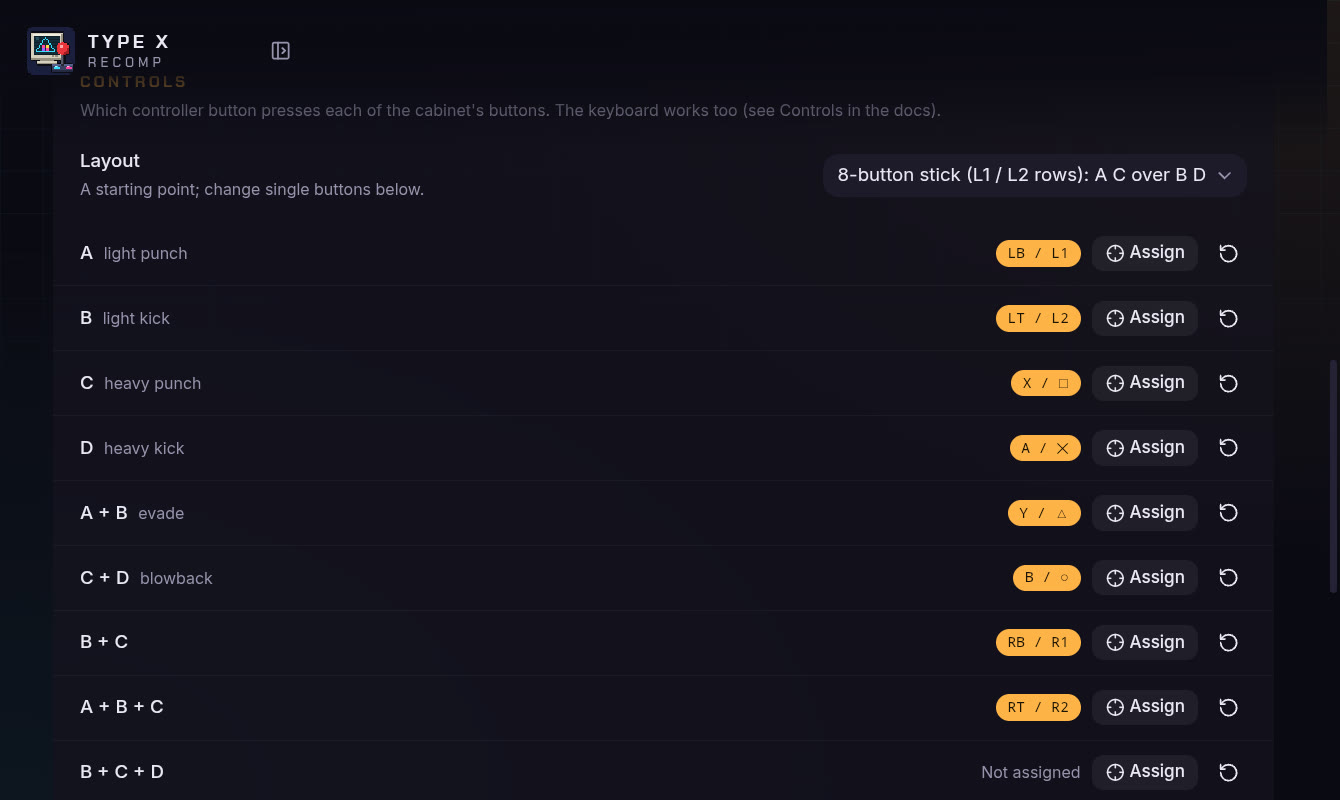 TYPE X
RECOMP
CONTROLS
Which controller button presses each of the cabinet's buttons. The keyboard works too (see Controls in the docs).
Layout
A starting point; change single buttons below.
8-button stick (L1 / L2 rows): A C over B D
A light punch LB / L1 Assign
B light kick LT / L2 Assign
C heavy punch X / □ Assign
D heavy kick A / ╳ Assign
A + B evade Y / △ Assign
C + D blowback B / ○ Assign
B + C RB / R1 Assign
A + B + C RT / R2 Assign
B + C + D Not assigned Assign